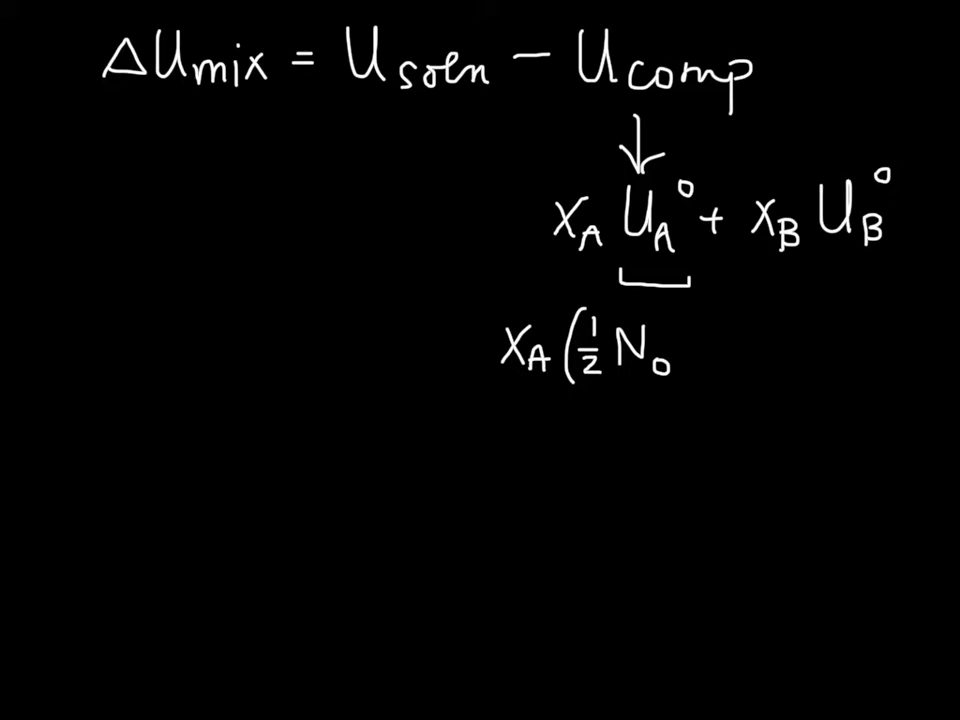 ΔUmix = Usoln − Ucomp
↓
xA UA° + xB UB°
xA (1/2 N0